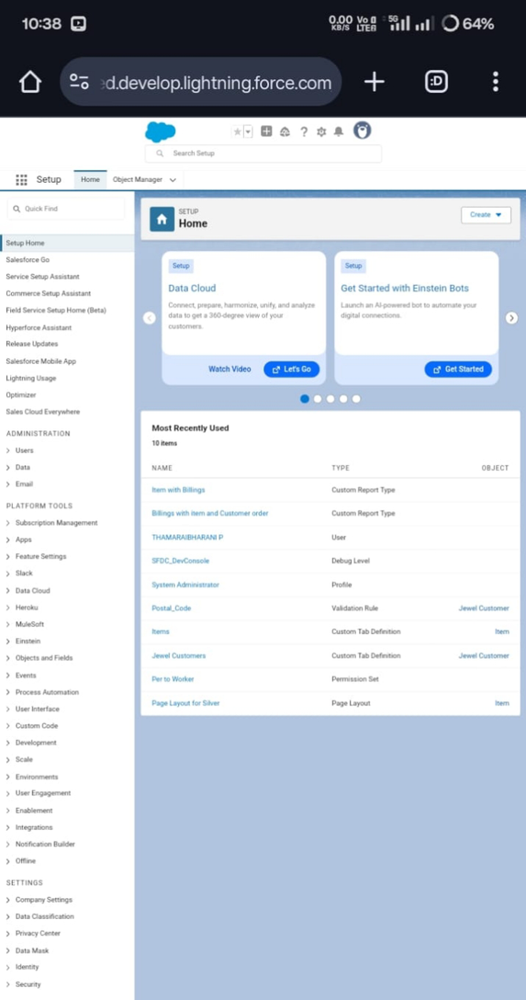 10:38
0.00 KB/S Vo LTE 5G 64%
d.develop.lightning.force.com
:D
Search Setup
Setup Home Object Manager
Quick Find
Setup Home
Salesforce Go
Service Setup Assistant
Commerce Setup Assistant
Field Service Setup Home (Beta)
Hyperforce Assistant
Release Updates
Salesforce Mobile App
Lightning Usage
Optimizer
Sales Cloud Everywhere
ADMINISTRATION
Users
Data
Email
PLATFORM TOOLS
Subscription Management
Apps
Feature Settings
Slack
Data Cloud
Heroku
MuleSoft
Einstein
Objects and Fields
Events
Process Automation
User Interface
Custom Code
Development
Scale
Environments
User Engagement
Enablement
Integrations
Notification Builder
Offline
SETTINGS
Company Settings
Data Classification
Privacy Center
Data Mask
Identity
Security
SETUP
Home
Create
Setup
Data Cloud
Connect, prepare, harmonize, unify, and analyze
data to get a 360-degree view of your
customers.
Watch Video Let's Go
Setup
Get Started with Einstein Bots
Launch an AI-powered bot to automate your
digital connections.
Get Started
Most Recently Used
10 items
NAME TYPE OBJECT
Item with Billings Custom Report Type
Billings with item and Customer order Custom Report Type
THAMARAIBHARANI P User
SFDC_DevConsole Debug Level
System Administrator Profile
Postal_Code Validation Rule Jewel Customer
Items Custom Tab Definition Item
Jewel Customers Custom Tab Definition Jewel Customer
Per to Worker Permission Set
Page Layout for Silver Page Layout Item